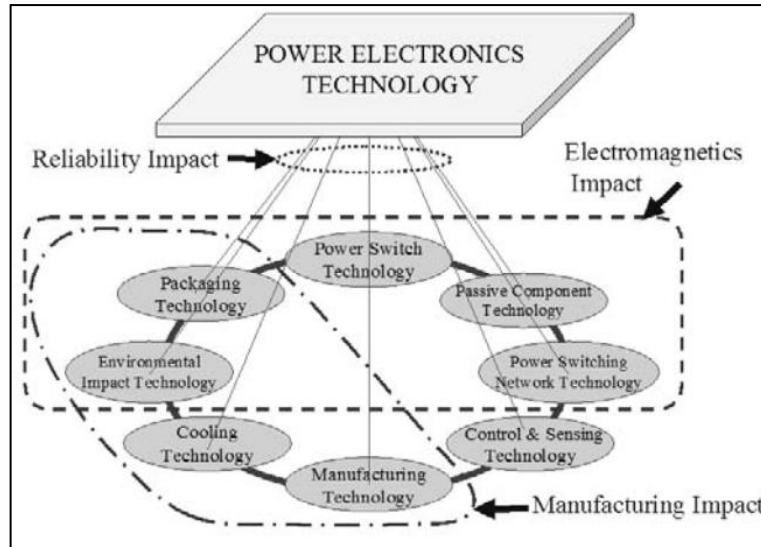 POWER ELECTRONICS
TECHNOLOGY
Reliability Impact
Electromagnetics
Impact
Power Switch
Technology
Packaging
Technology
Passive Component
Technology
Environmental
Impact Technology
Power Switching
Network Technology
Cooling
Technology
Control & Sensing
Technology
Manufacturing
Technology
Manufacturing Impact